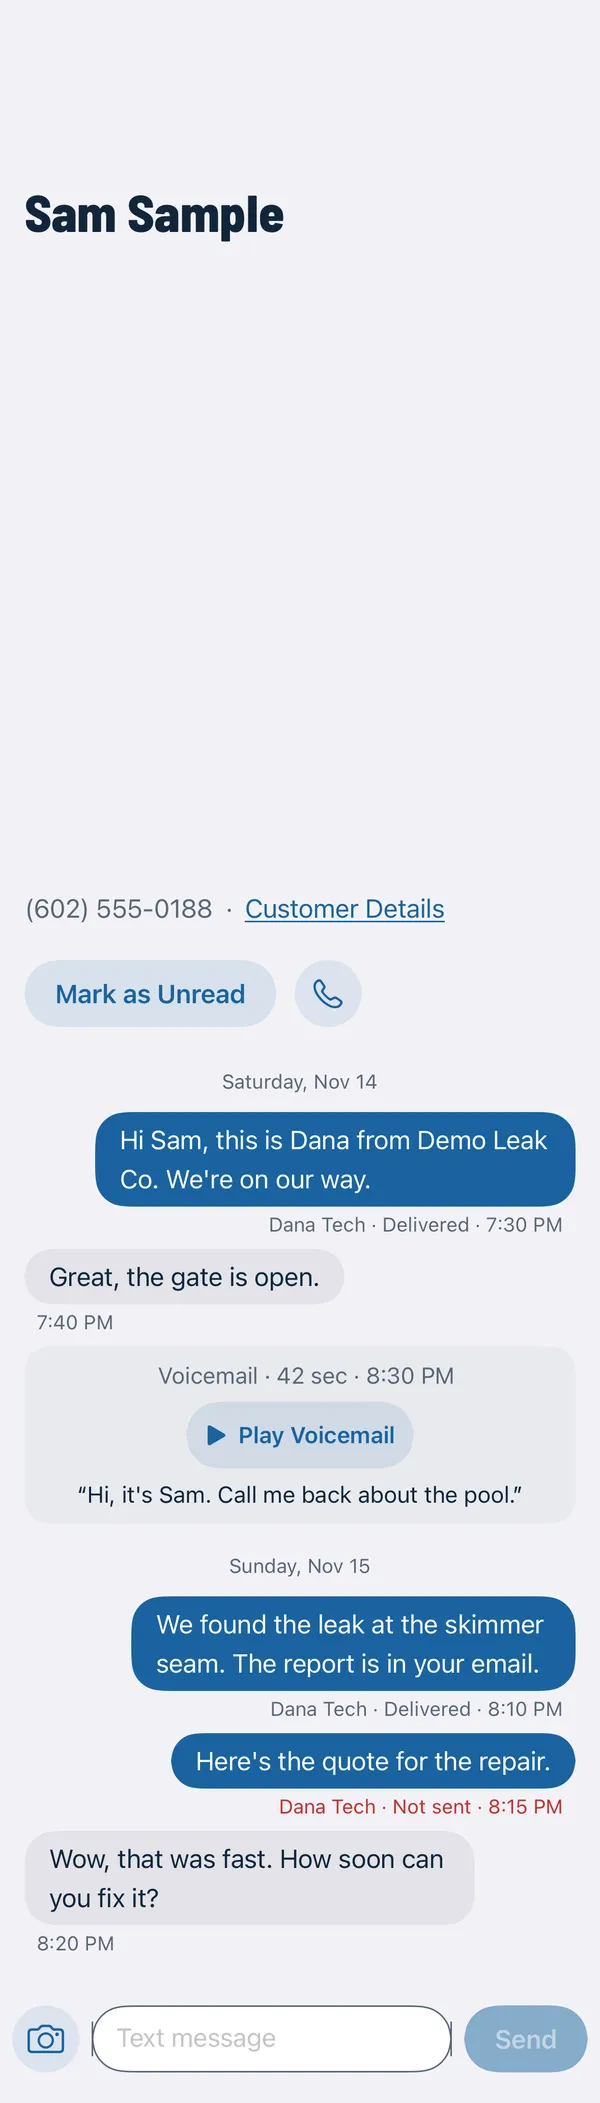 Sam Sample
(602) 555-0188 · Customer Details
Mark as Unread
Saturday, Nov 14
Hi Sam, this is Dana from Demo Leak
Co. We're on our way.
Dana Tech · Delivered · 7:30 PM
Great, the gate is open.
7:40 PM
Voicemail · 42 sec · 8:30 PM
Play Voicemail
“Hi, it's Sam. Call me back about the pool.”
Sunday, Nov 15
We found the leak at the skimmer
seam. The report is in your email.
Dana Tech · Delivered · 8:10 PM
Here's the quote for the repair.
Dana Tech · Not sent · 8:15 PM
Wow, that was fast. How soon can
you fix it?
8:20 PM
Text message
Send